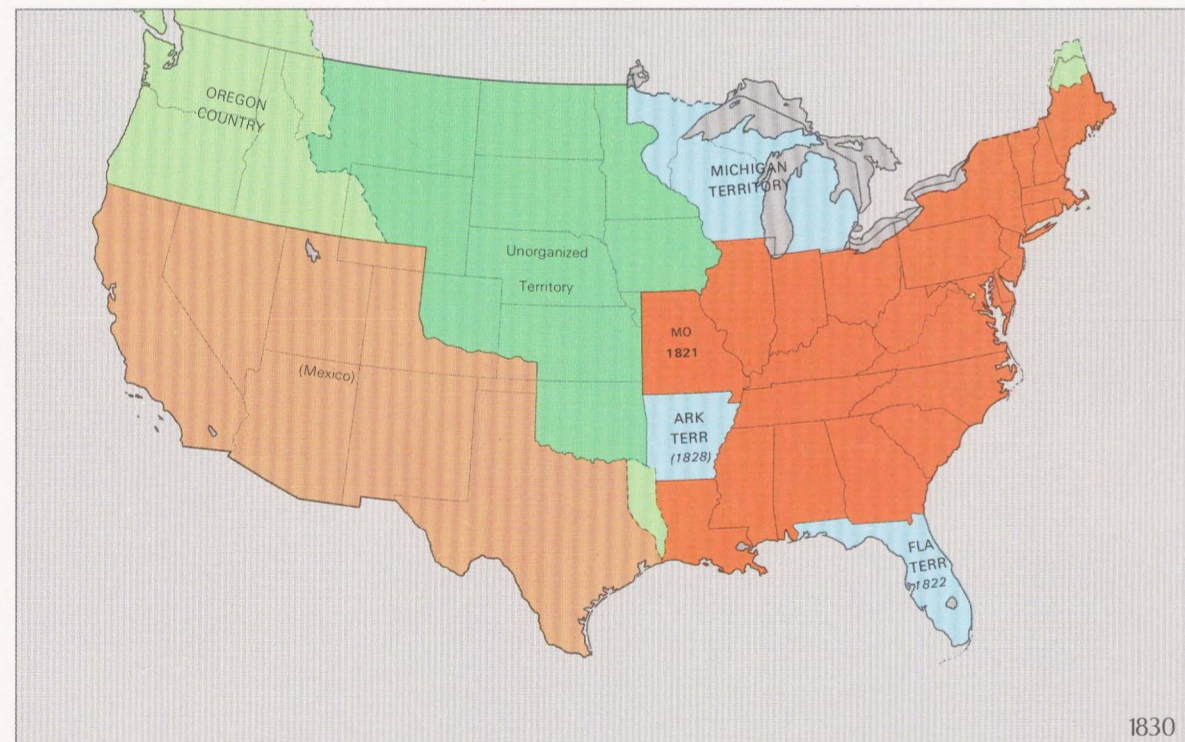 OREGON
COUNTRY
MICHIGAN
TERRITORY
Unorganized
Territory
MO
1821
(Mexico)
ARK
TERR
(1828)
FLA
TERR
1822
1830